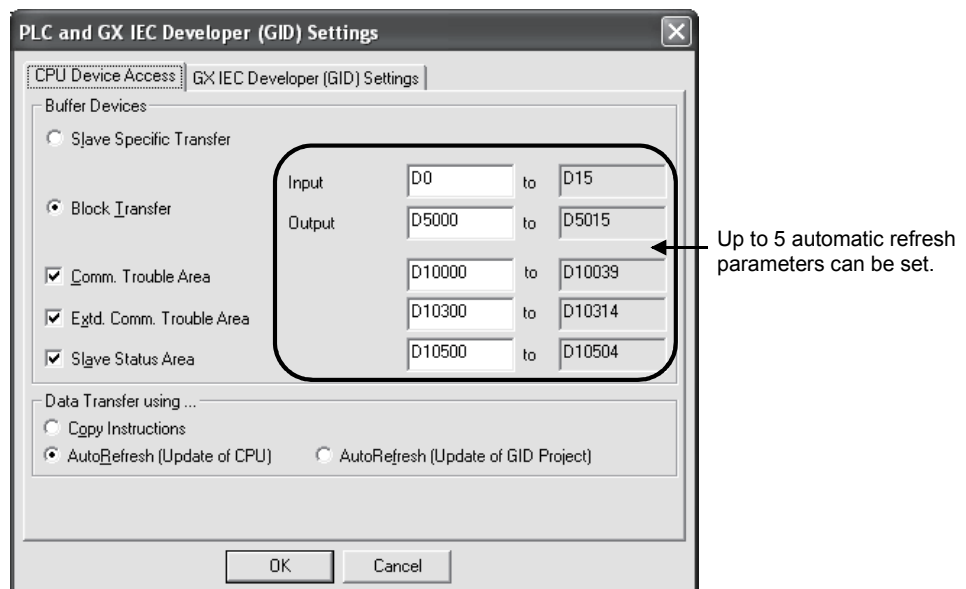 PLC and GX IEC Developer (GID) Settings
CPU Device Access GX IEC Developer (GID) Settings
Buffer Devices
Slave Specific Transfer
Input D0 to D15
Block Transfer
Output D5000 to D5015
Up to 5 automatic refresh
parameters can be set.
Comm. Trouble Area D10000 to D10039
Extd. Comm. Trouble Area D10300 to D10314
Slave Status Area D10500 to D10504
Data Transfer using ...
Copy Instructions
AutoRefresh (Update of CPU) AutoRefresh (Update of GID Project)
OK Cancel